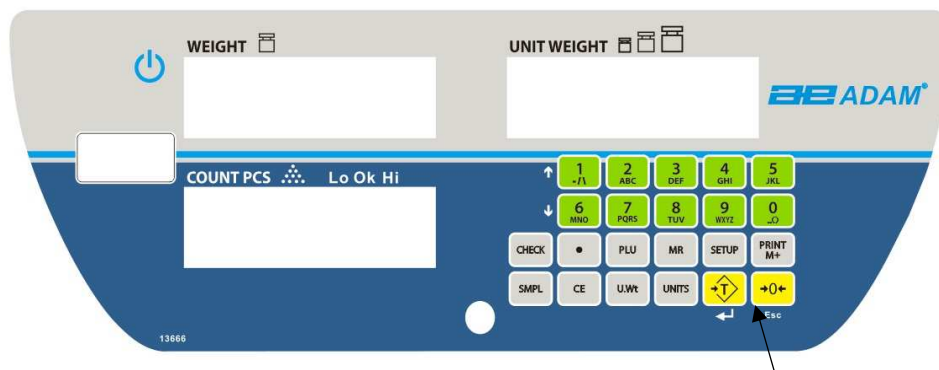 WEIGHT
UNIT WEIGHT
ae ADAM®
COUNT PCS Lo Ok Hi
1 2 3 4 5
-/\ ABC DEF GHI JKL
6 7 8 9 0
MNO PQRS TUV WXYZ _Ω
CHECK • PLU MR SETUP PRINT M+
SMPL CE U.Wt UNITS →T →0←
Esc
13666